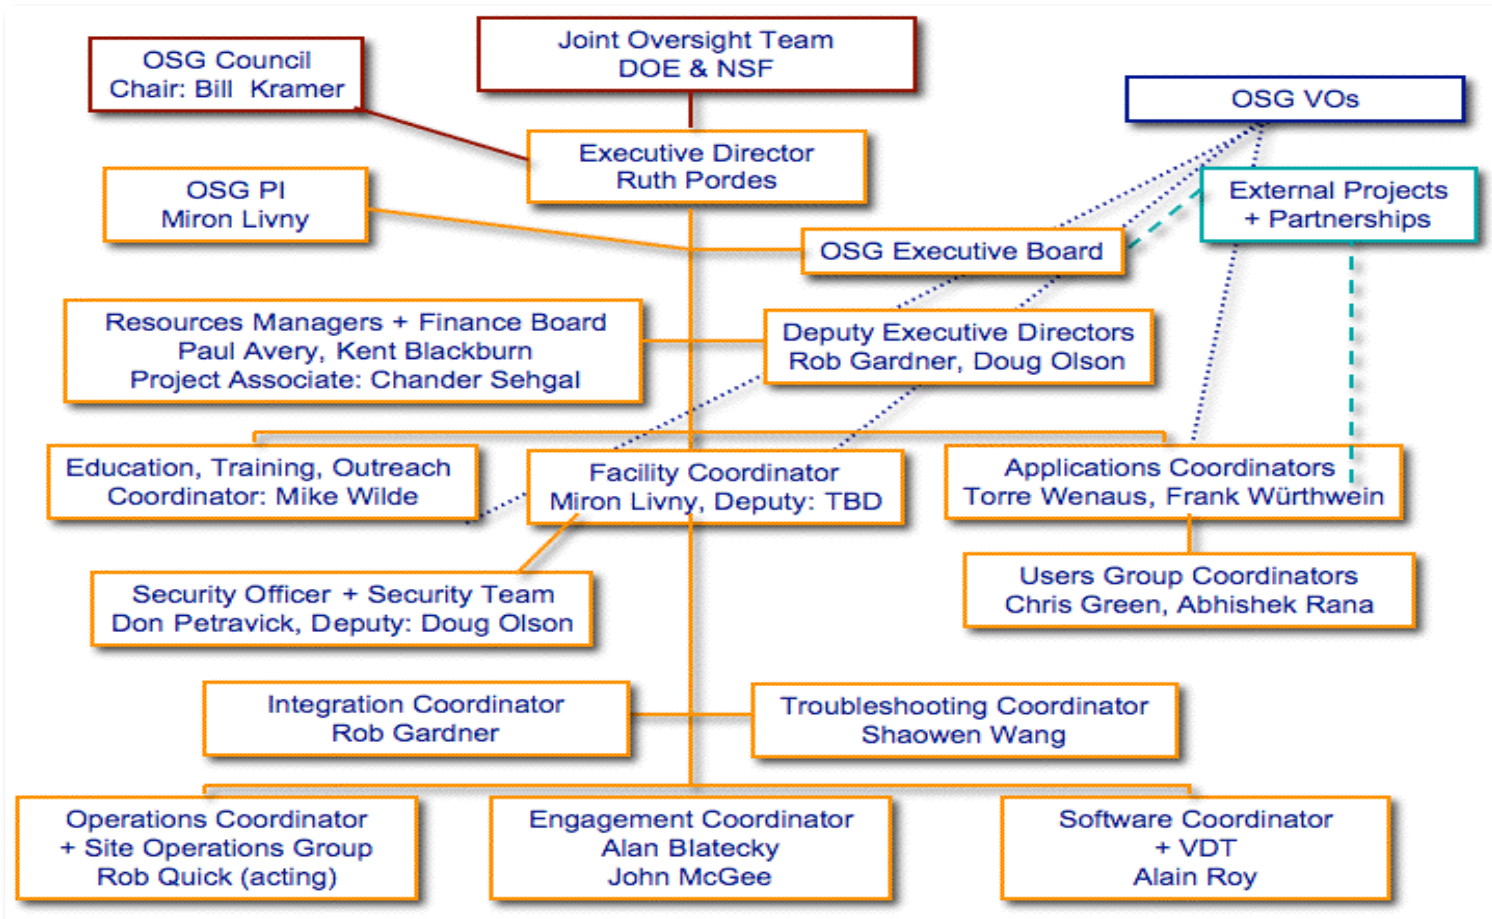 OSG Council
Chair: Bill Kramer
Joint Oversight Team
DOE & NSF
OSG VOs
Executive Director
Ruth Pordes
OSG PI
Miron Livny
External Projects
+ Partnerships
OSG Executive Board
Resources Managers + Finance Board
Paul Avery, Kent Blackburn
Project Associate: Chander Sehgal
Deputy Executive Directors
Rob Gardner, Doug Olson
Education, Training, Outreach
Coordinator: Mike Wilde
Facility Coordinator
Miron Livny, Deputy: TBD
Applications Coordinators
Torre Wenaus, Frank Würthwein
Security Officer + Security Team
Don Petravick, Deputy: Doug Olson
Users Group Coordinators
Chris Green, Abhishek Rana
Integration Coordinator
Rob Gardner
Troubleshooting Coordinator
Shaowen Wang
Operations Coordinator
+ Site Operations Group
Rob Quick (acting)
Engagement Coordinator
Alan Blatecky
John McGee
Software Coordinator
+ VDT
Alain Roy